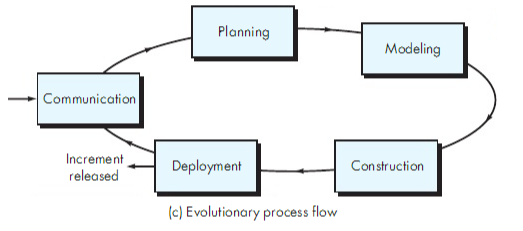 Planning
Modeling
Communication
Increment
released
Deployment
Construction
(c) Evolutionary process flow